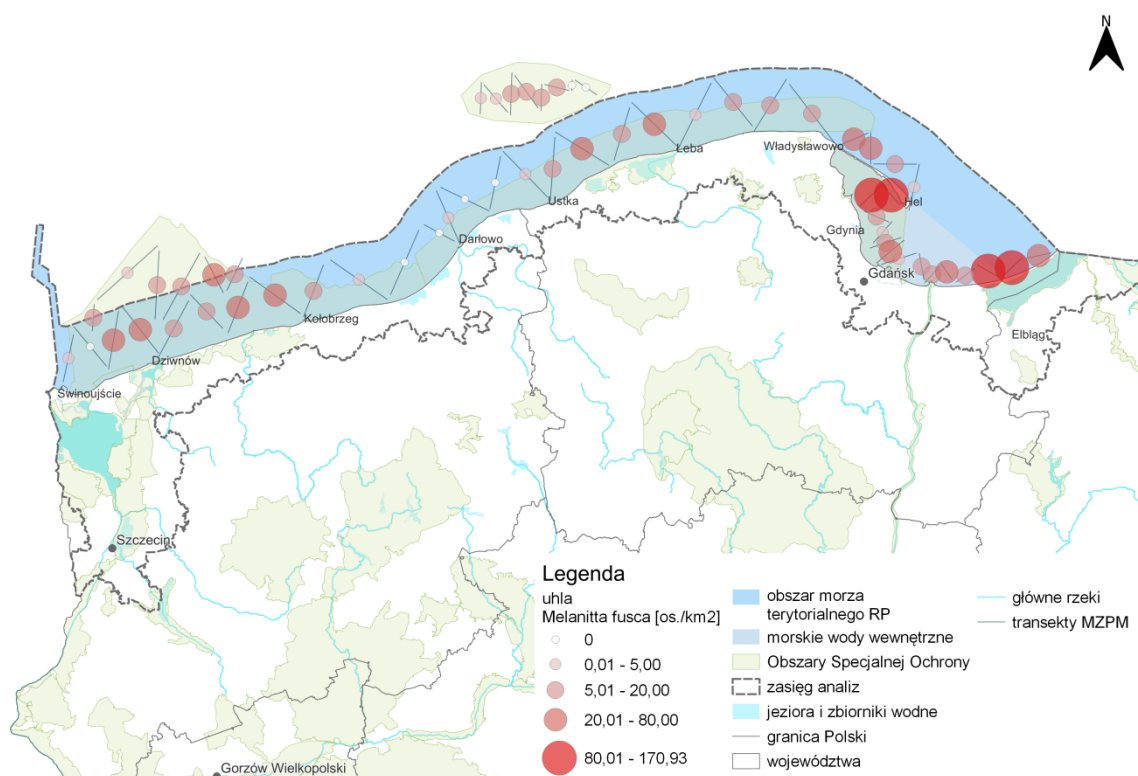 N
Łeba
Władysławowo
Ustka
Hel
Gdynia
Darłowo
Gdańsk
Kołobrzeg
Elbląg
Dziwnów
Świnoujście
Szczecin
Gorzów Wielkopolski
Legenda
uhla
Melanitta fusca [os./km2]
0
0,01 - 5,00
5,01 - 20,00
20,01 - 80,00
80,01 - 170,93
obszar morza
terytorialnego RP
morskie wody wewnętrzne
Obszary Specjalnej Ochrony
zasięg analiz
jeziora i zbiorniki wodne
granica Polski
województwa
główne rzeki
transekty MZPM